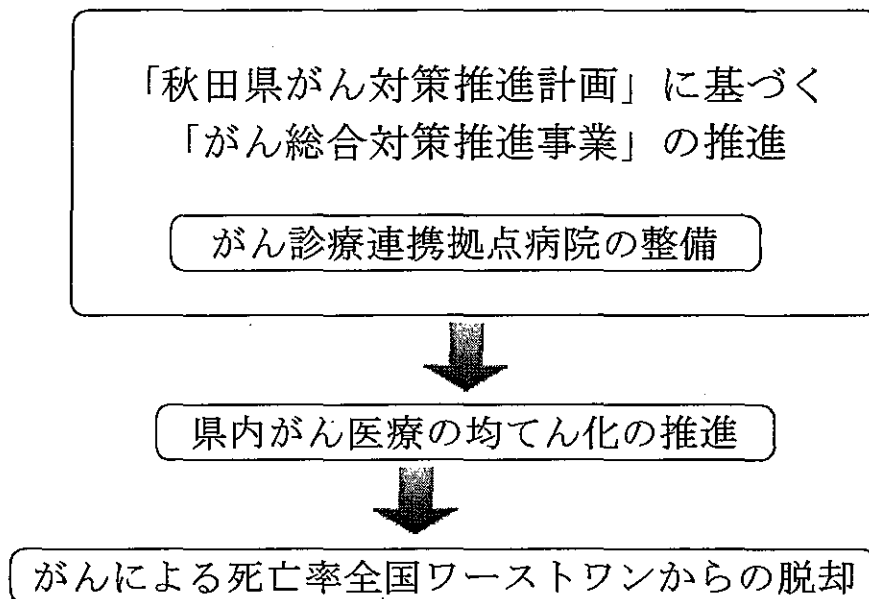 「秋田県がん対策推進計画」に基づく
「がん総合対策推進事業」の推進
がん診療連携拠点病院の整備
県内がん医療の均てん化の推進
がんによる死亡率全国ワーストワンからの脱却